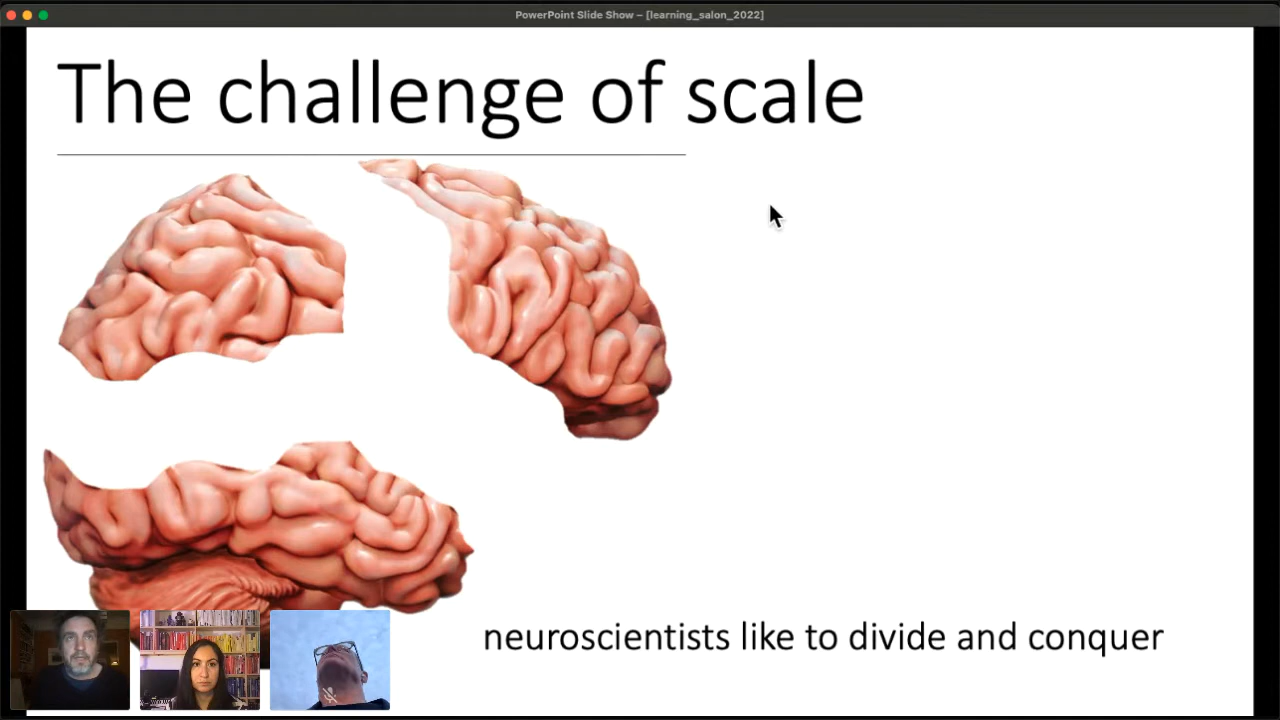 PowerPoint Slide Show – [learning_salon_2022]
The challenge of scale
neuroscientists like to divide and conquer